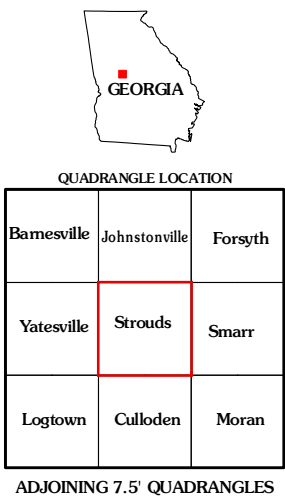 GEORGIA
QUADRANGLE LOCATION
Barnesville Johnstonville Forsyth
Yatesville Strouds Smarr
Logtown Culloden Moran
ADJOINING 7.5' QUADRANGLES